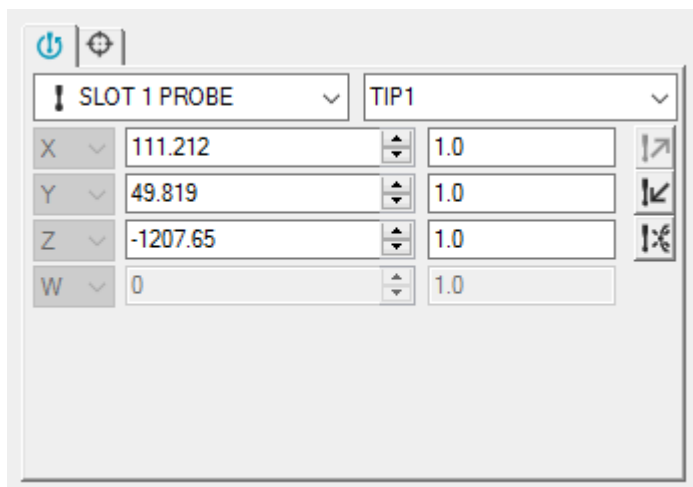 SLOT 1 PROBE TIP1
X 111.212 1.0
Y 49.819 1.0
Z -1207.65 1.0
W 0 1.0